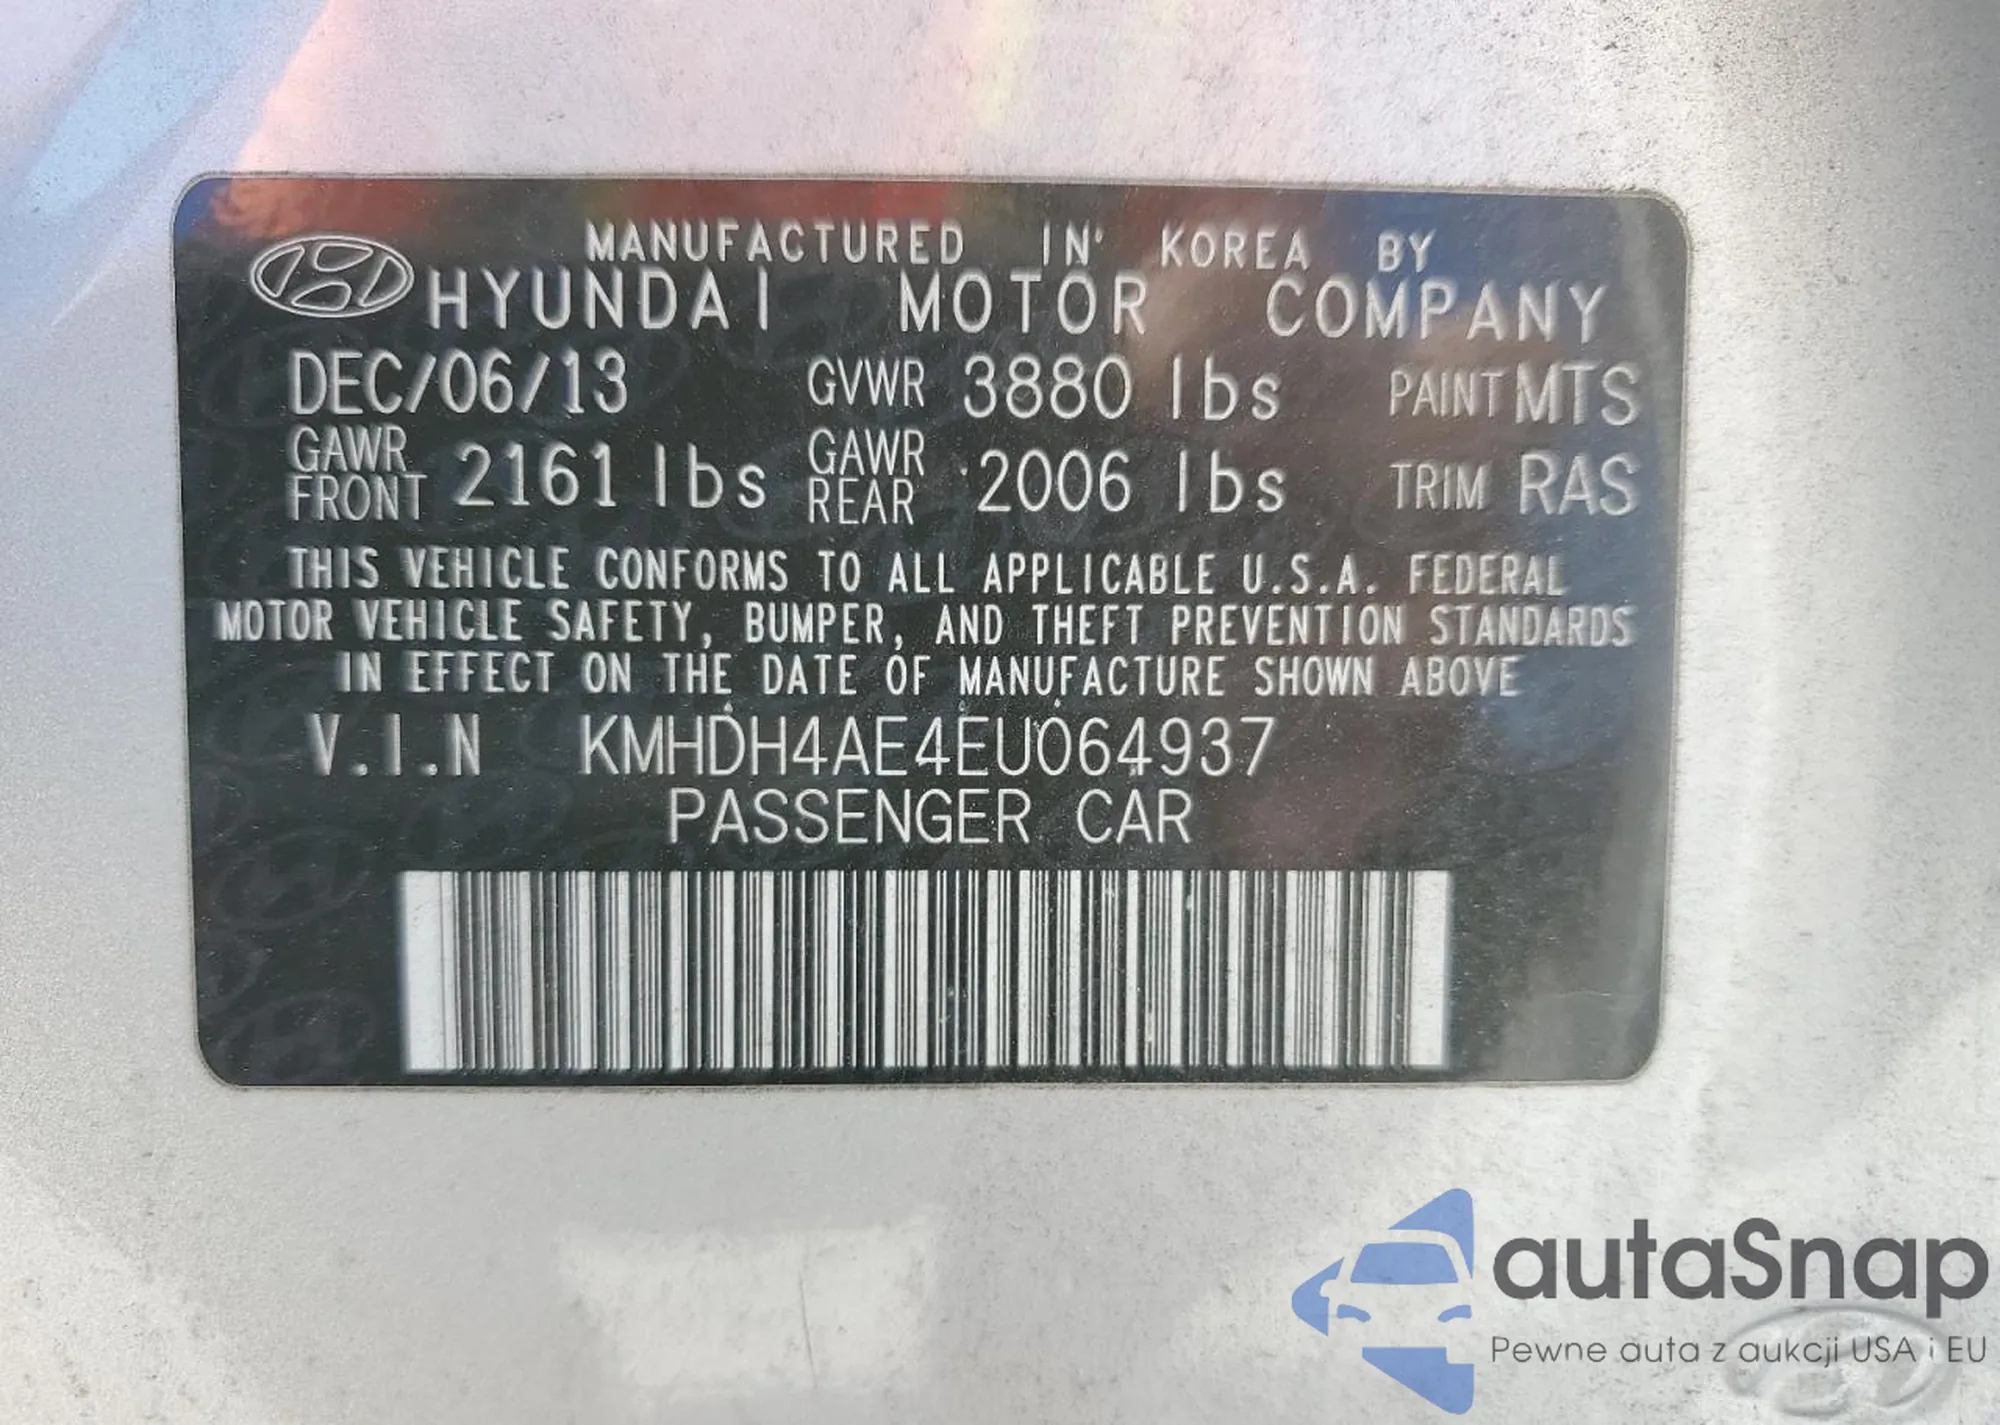 MANUFACTURED IN KOREA BY
HYUNDAI MOTOR COMPANY
DEC/06/13 GVWR 3880 lbs PAINT MTS
GAWR FRONT 2161 lbs GAWR REAR 2006 lbs TRIM RAS
THIS VEHICLE CONFORMS TO ALL APPLICABLE U.S.A. FEDERAL
MOTOR VEHICLE SAFETY, BUMPER, AND THEFT PREVENTION STANDARDS
IN EFFECT ON THE DATE OF MANUFACTURE SHOWN ABOVE
V.I.N KMHDH4AE4EU064937
PASSENGER CAR
autaSnap
Pewne auta z aukcji USA i EU